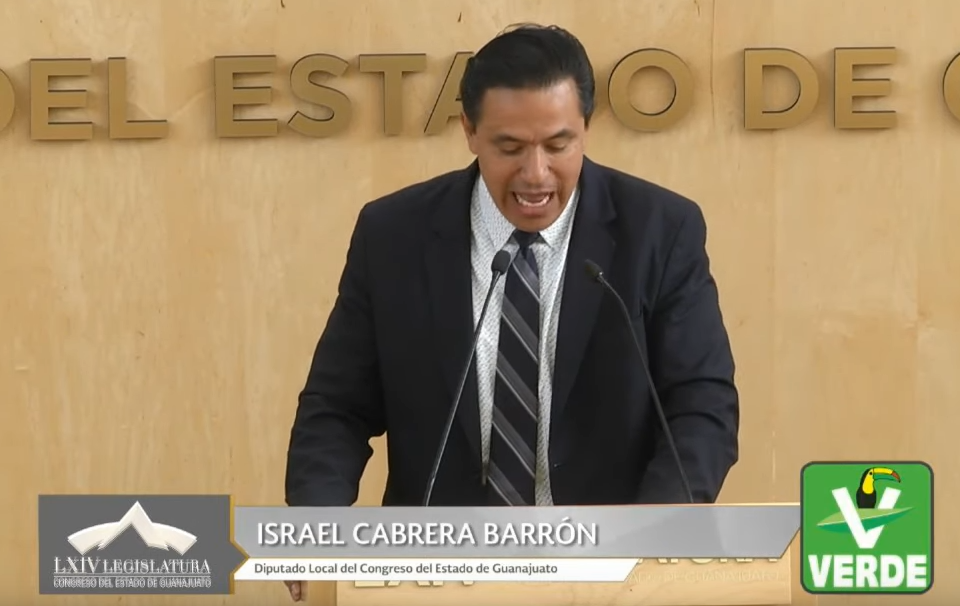 DEL ESTADO DE
ISRAEL CABRERA BARRÓN
Diputado Local del Congreso del Estado de Guanajuato
LXIV LEGISLATURA
CONGRESO DEL ESTADO DE GUANAJUATO
V
VERDE